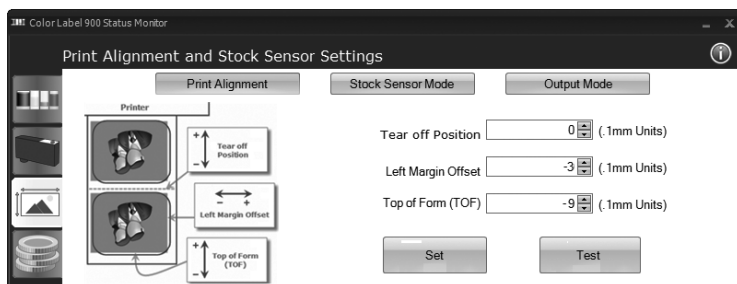 Color Label 900 Status Monitor
Print Alignment and Stock Sensor Settings
Print Alignment
Stock Sensor Mode
Output Mode
Printer
+
Tear off
Position
-
- +
Left Margin Offset
+
Top of Form
(TOF)
-
Tear off Position 0 (.1mm Units)
Left Margin Offset -3 (.1mm Units)
Top of Form (TOF) -9 (.1mm Units)
Set
Test